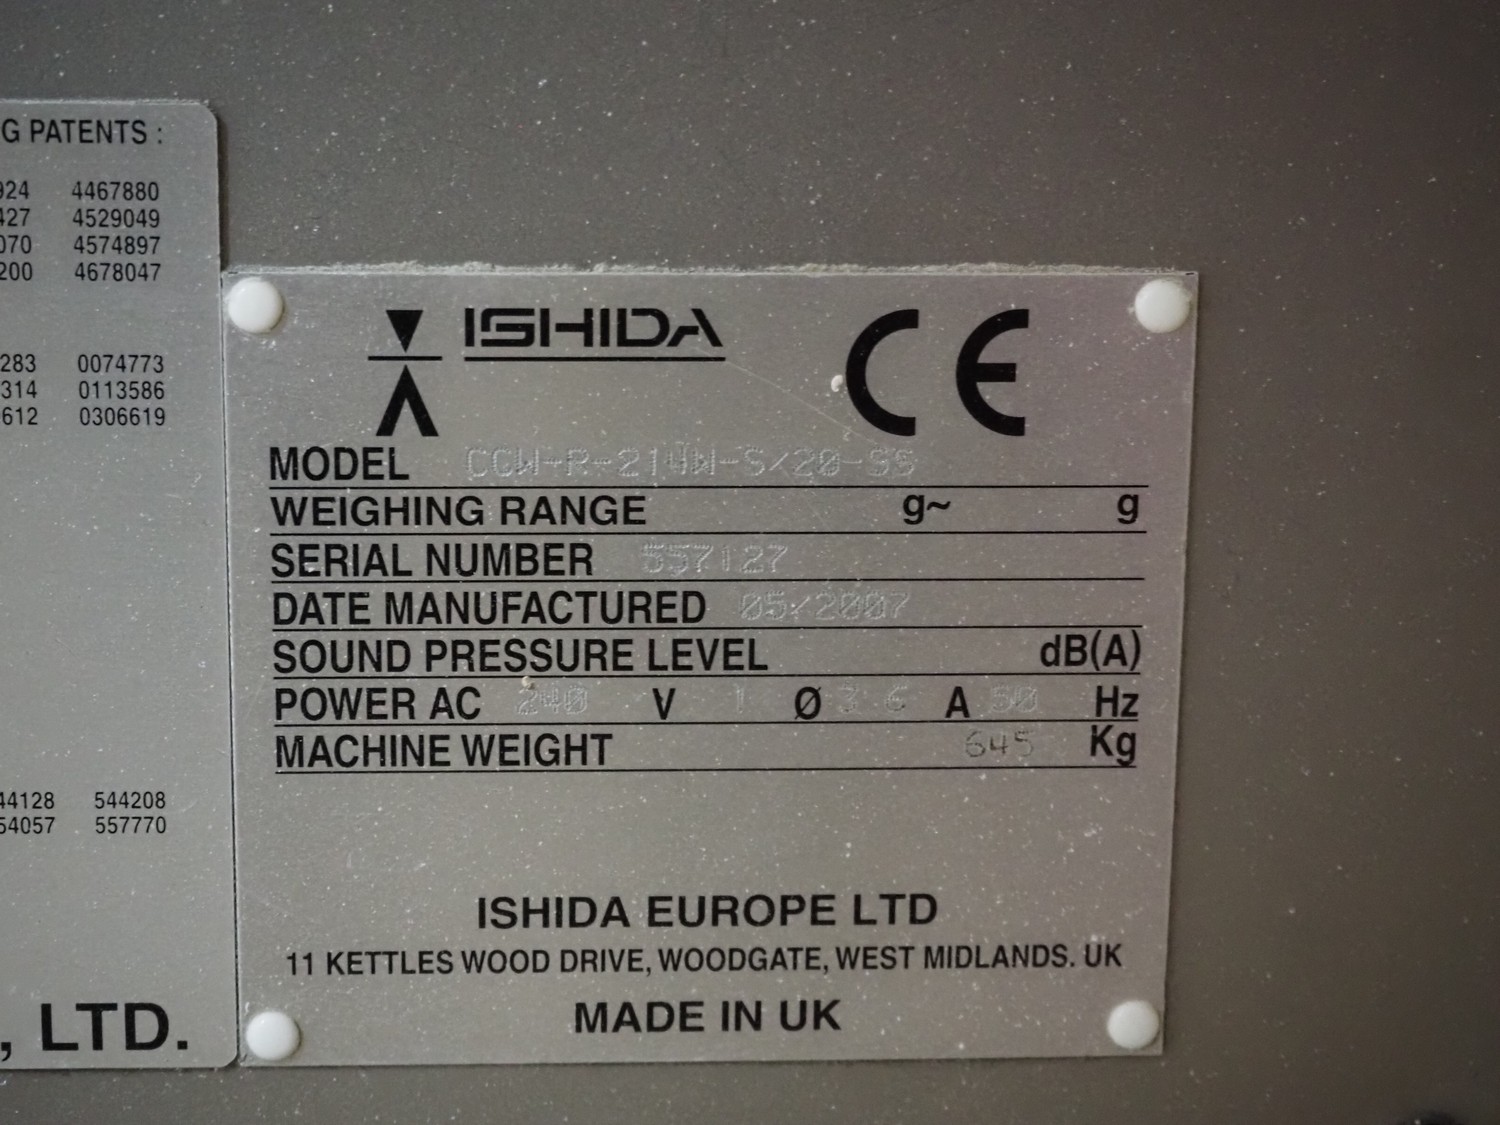 G PATENTS :
924 4467880
427 4529049
070 4574897
200 4678047
283 0074773
314 0113586
612 0306619
44128 544208
54057 557770
, LTD.
ISHIDA CE
MODEL CCW-R-214W-S/20-SS
WEIGHING RANGE g~ g
SERIAL NUMBER 557127
DATE MANUFACTURED 05/2007
SOUND PRESSURE LEVEL dB(A)
POWER AC 240 V 1 Ø 3 6 A 50 Hz
MACHINE WEIGHT 645 Kg
ISHIDA EUROPE LTD
11 KETTLES WOOD DRIVE, WOODGATE, WEST MIDLANDS. UK
MADE IN UK